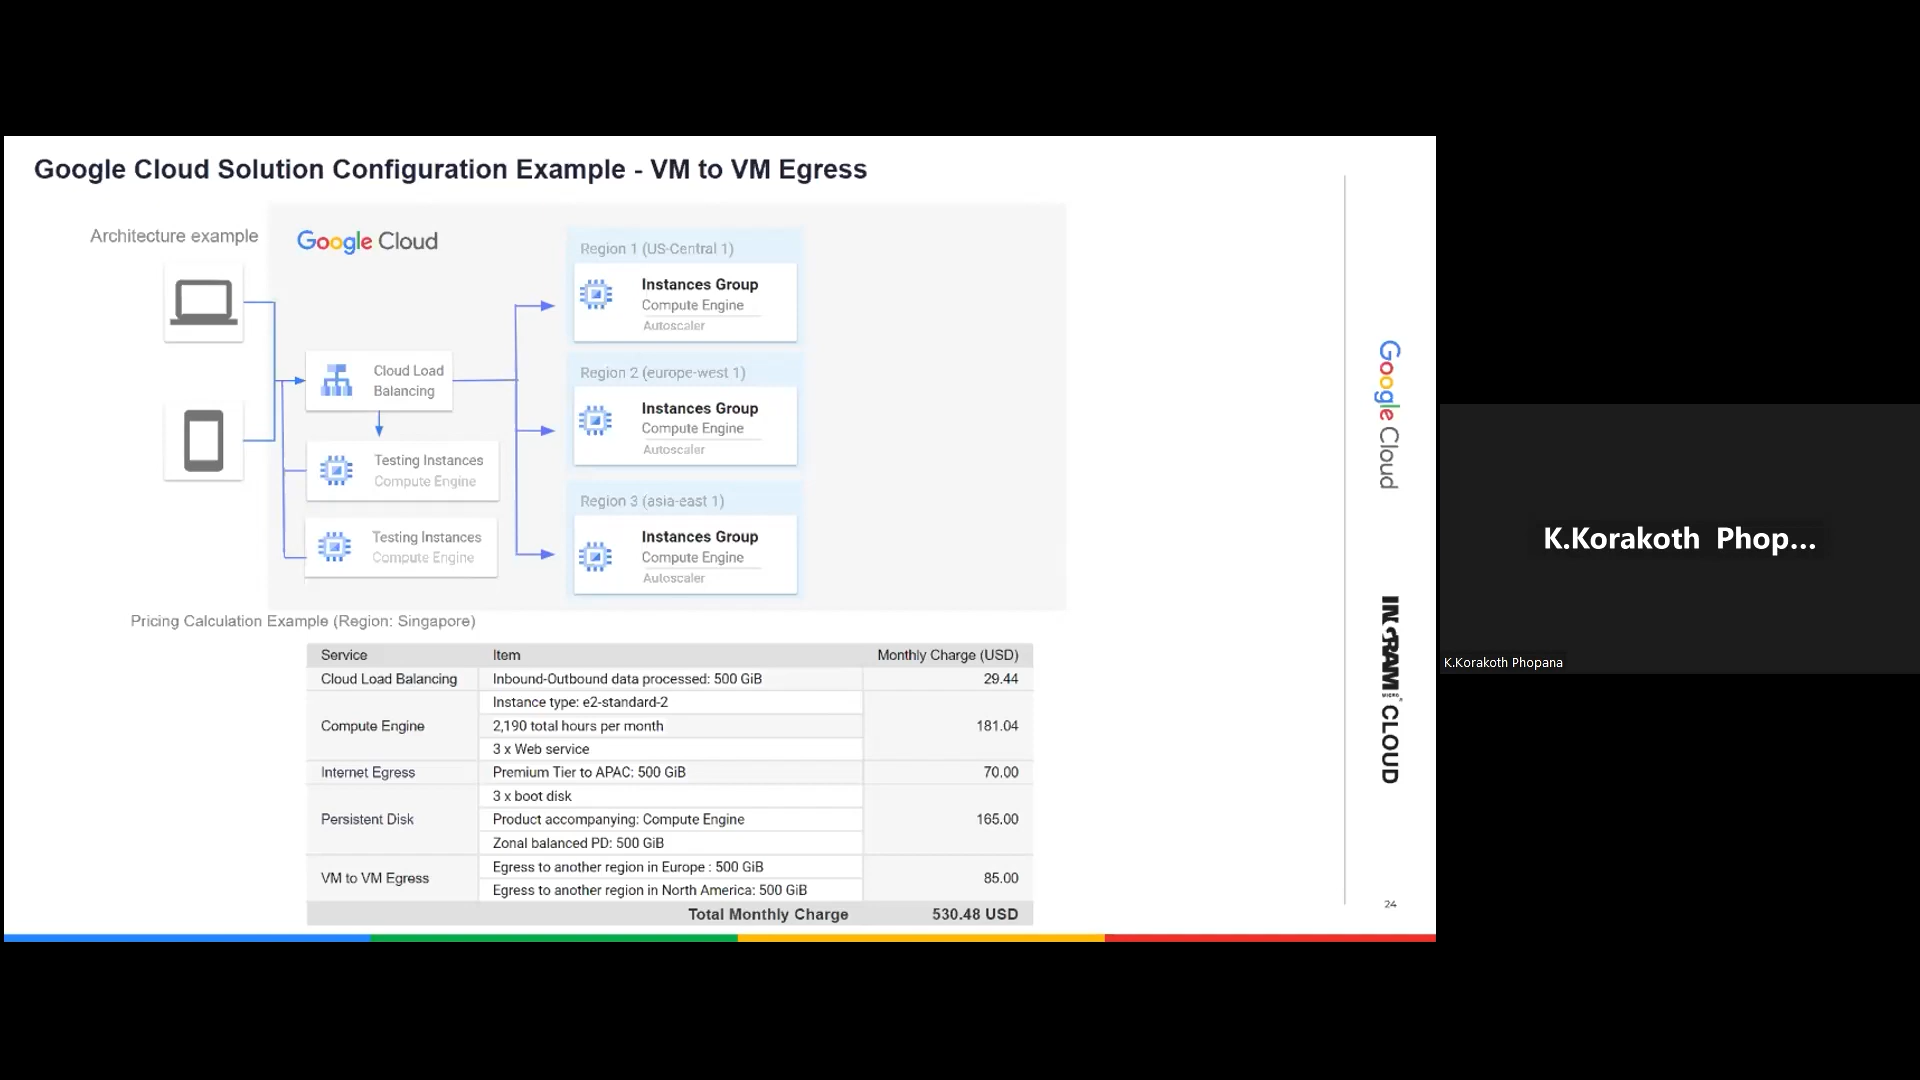 Google Cloud Solution Configuration Example - VM to VM Egress
Architecture example
Google Cloud
Cloud Load
Balancing
Testing Instances
Compute Engine
Testing Instances
Compute Engine
Region 1 (US-Central 1)
Instances Group
Compute Engine
Autoscaler
Region 2 (europe-west 1)
Instances Group
Compute Engine
Autoscaler
Region 3 (asia-east 1)
Instances Group
Compute Engine
Autoscaler
Pricing Calculation Example (Region: Singapore)
Service Item Monthly Charge (USD)
Cloud Load Balancing Inbound-Outbound data processed: 500 GiB 29.44
Instance type: e2-standard-2
Compute Engine 2,190 total hours per month 181.04
3 x Web service
Internet Egress Premium Tier to APAC: 500 GiB 70.00
3 x boot disk
Persistent Disk Product accompanying: Compute Engine 165.00
Zonal balanced PD: 500 GiB
Egress to another region in Europe : 500 GiB
VM to VM Egress 85.00
Egress to another region in North America: 500 GiB
Total Monthly Charge 530.48 USD
Google Cloud
INGRAM MICRO CLOUD
24
K.Korakoth Phop...
K.Korakoth Phopana